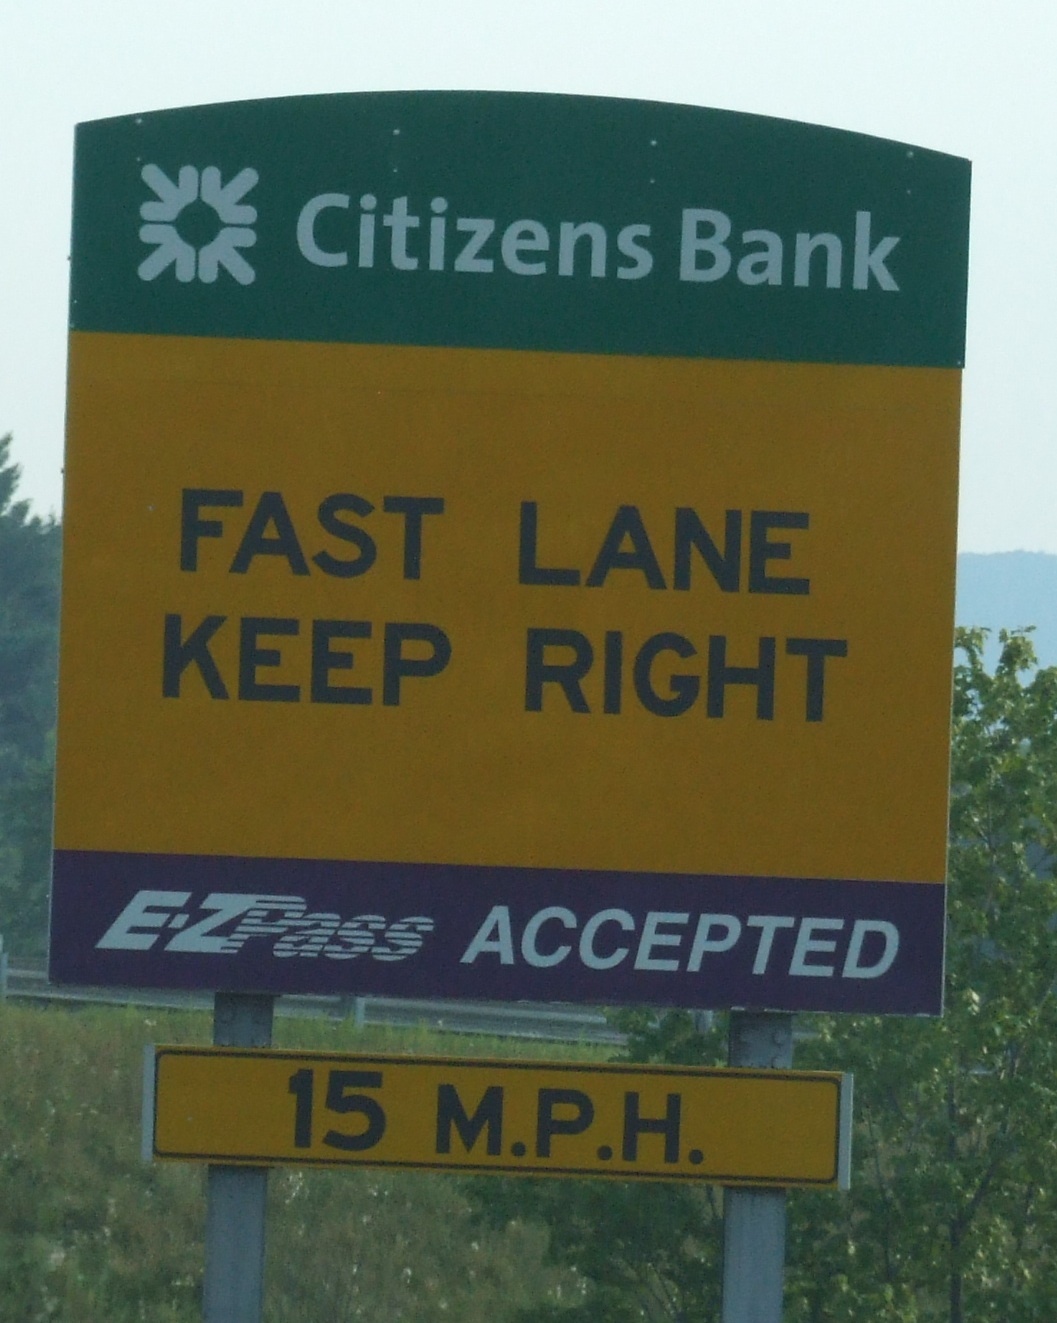 Citizens Bank
FAST LANE
KEEP RIGHT
E-ZPass ACCEPTED
15 M.P.H.